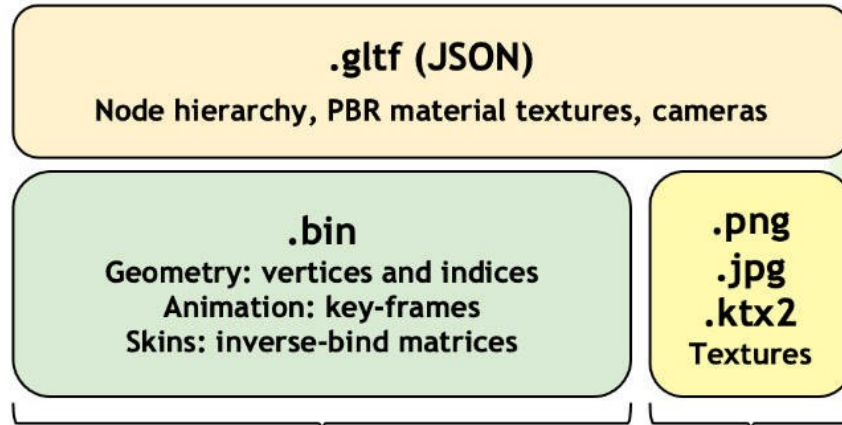 .gltf (JSON)
Node hierarchy, PBR material textures, cameras
.bin
Geometry: vertices and indices
Animation: key-frames
Skins: inverse-bind matrices
.png
.jpg
.ktx2
Textures